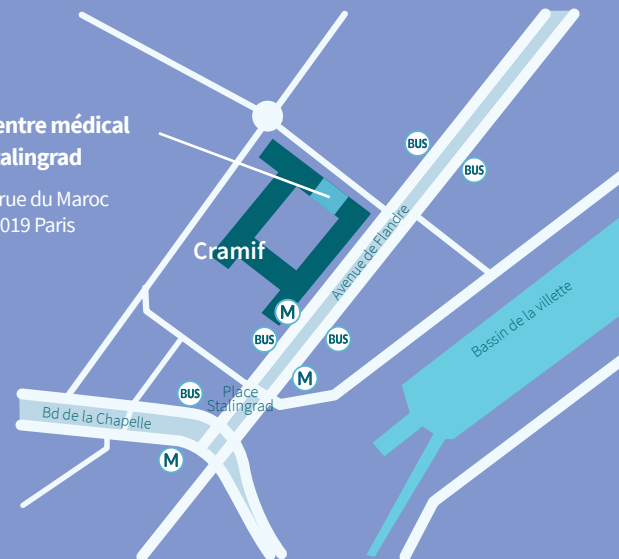 entre médical
talingrad
rue du Maroc
019 Paris
BUS
BUS
Cramif
Avenue de Flandre
M
BUS
BUS
Bassin de la villette
M
BUS
Place
Stalingrad
Bd de la Chapelle
M